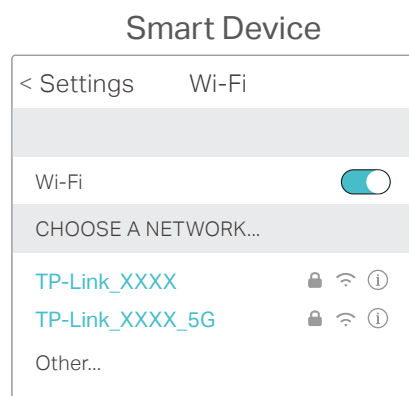 Smart Device
< Settings Wi-Fi
Wi-Fi
CHOOSE A NETWORK...
TP-Link_XXXX
TP-Link_XXXX_5G
Other...